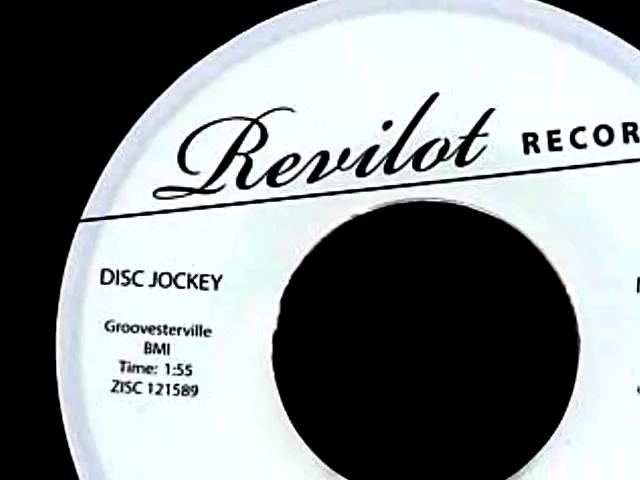 Revilot RECOR
DISC JOCKEY
Groovesterville
BMI
Time: 1:55
ZISC 121589